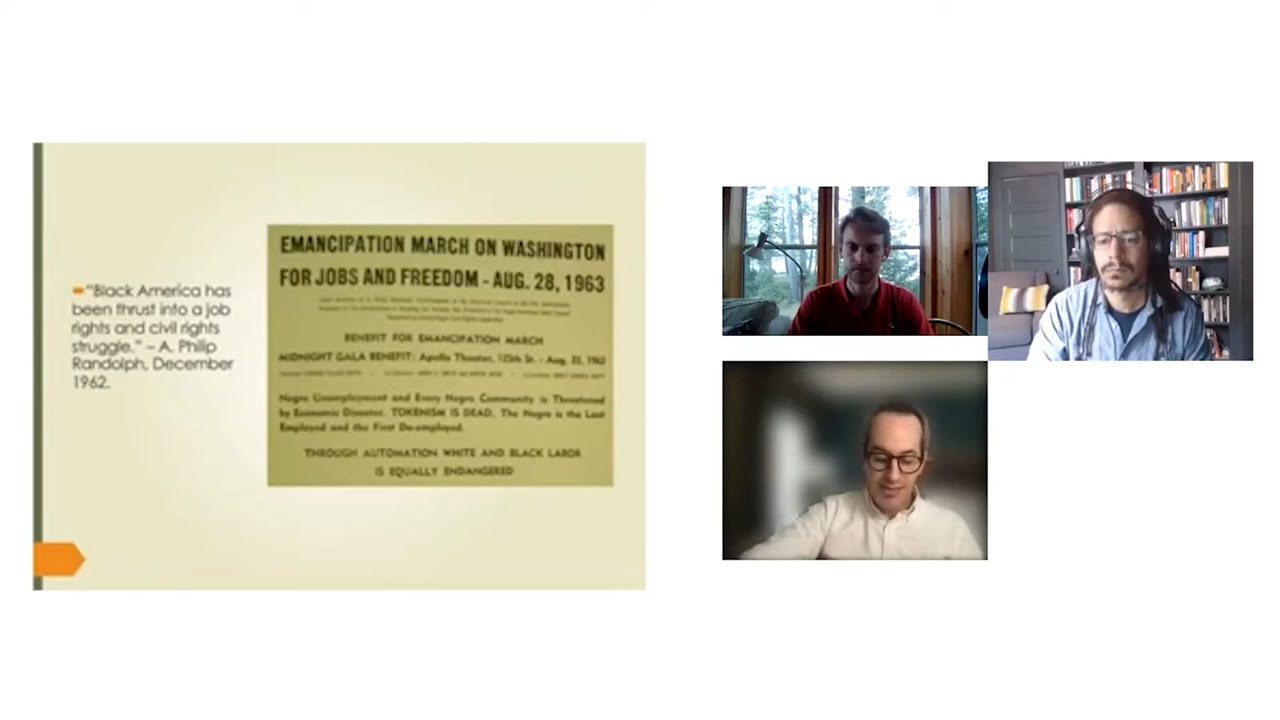 “Black America has
been thrust into a job
rights and civil rights
struggle.” – A. Philip
Randolph, December
1962.
EMANCIPATION MARCH ON WASHINGTON
FOR JOBS AND FREEDOM - AUG. 28, 1963
BENEFIT FOR EMANCIPATION MARCH
MIDNIGHT GALA BENEFIT: Apollo Theater, 125th St. - Aug. 23, 1963
Negro Unemployment and Every Negro Community is Threatened
by Economic Disaster. TOKENISM IS DEAD. The Negro is the Last
Employed and the First De-employed.
THROUGH AUTOMATION WHITE AND BLACK LABOR
IS EQUALLY ENDANGERED